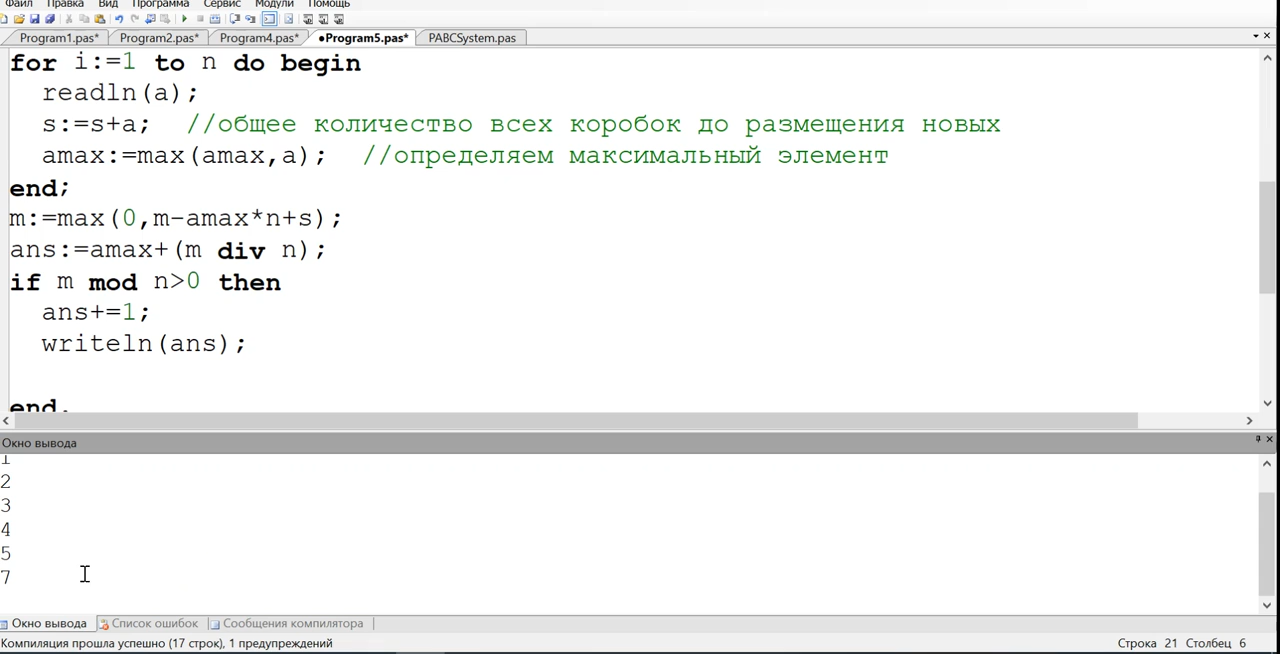 Файл Правка Вид Программа Сервис Модули Помощь
Program1.pas* Program2.pas* Program4.pas* •Program5.pas* PABCSystem.pas
for i:=1 to n do begin
readln(a);
s:=s+a; //общее количество всех коробок до размещения новых
amax:=max(amax,a); //определяем максимальный элемент
end;
m:=max(0,m-amax*n+s);
ans:=amax+(m div n);
if m mod n>0 then
ans+=1;
writeln(ans);
end.
Окно вывода
1
2
3
4
5
7
Окно вывода Список ошибок Сообщения компилятора
Компиляция прошла успешно (17 строк), 1 предупреждений Строка 21 Столбец 6